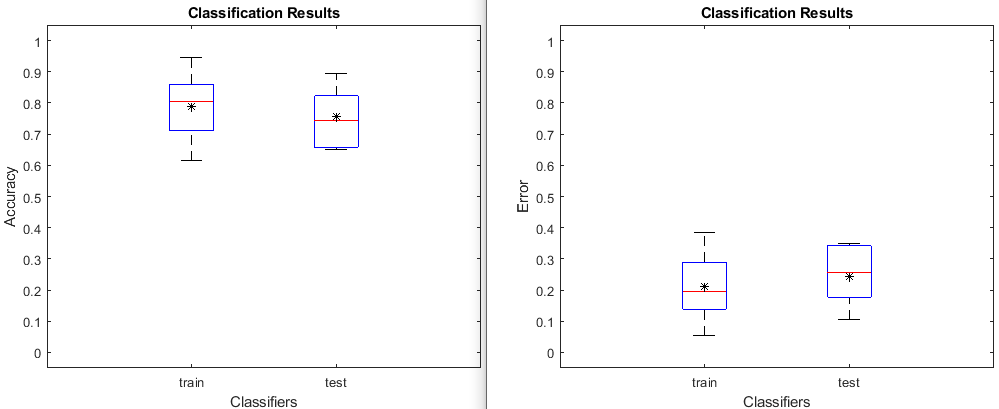 Classification Results
Accuracy
1
0.9
0.8
0.7
0.6
0.5
0.4
0.3
0.2
0.1
0
train test
Classifiers
Classification Results
Error
1
0.9
0.8
0.7
0.6
0.5
0.4
0.3
0.2
0.1
0
train test
Classifiers